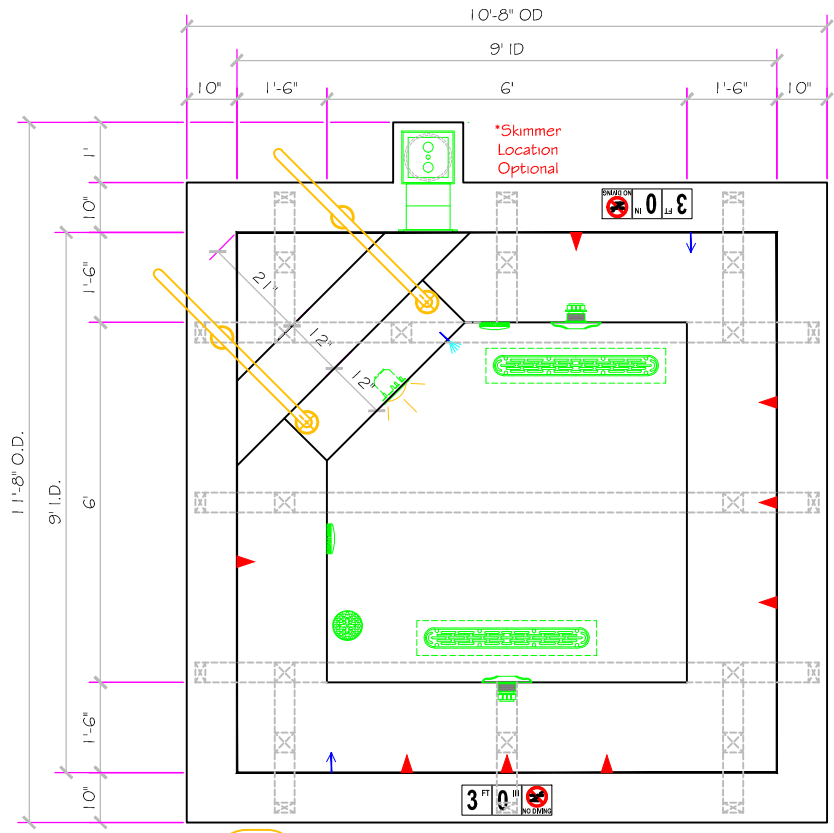 10'-8" OD
9' ID
10" 1'-6" 6' 1'-6" 10"
*Skimmer
Location
Optional
1'
10"
3 FT 0 IN NO DIVING
1'-6"
21"
12"
12"
11'-8" O.D.
9' I.D.
6'
1'-6"
10"
3 FT 0 NO DIVING